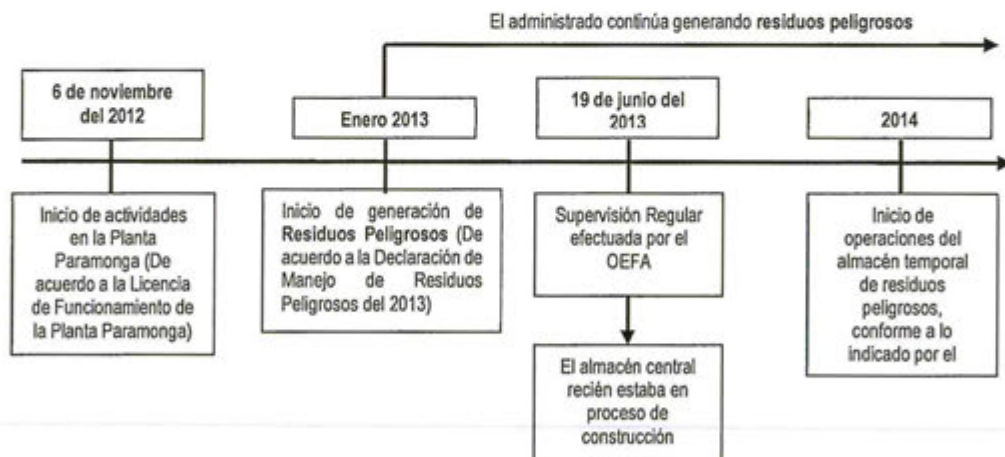 El administrado continúa generando residuos peligrosos
6 de noviembre
del 2012
Enero 2013
19 de junio del
2013
2014
Inicio de actividades
en la Planta
Paramonga (De
acuerdo a la Licencia
de Funcionamiento de
la Planta Paramonga)
Inicio de generación de
Residuos Peligrosos (De
acuerdo a la Declaración de
Manejo de Residuos
Peligrosos del 2013)
Supervisión Regular
efectuada por el
OEFA
El almacén central
recién estaba en
proceso de
construcción
Inicio de
operaciones del
almacén temporal
de residuos
peligrosos,
conforme a lo
indicado por el